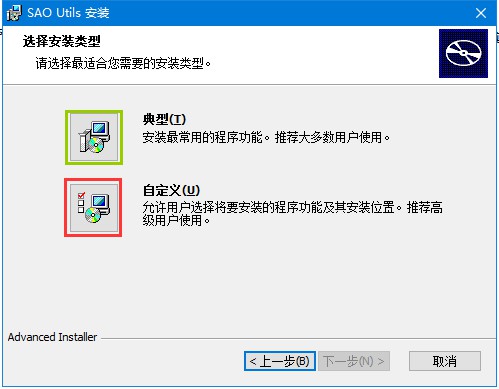 SAO Utils 安装
选择安装类型
请选择最适合您需要的安装类型。
典型(T)
安装最常用的程序功能。推荐大多数用户使用。
自定义(U)
允许用户选择将要安装的程序功能及其安装位置。推荐高
级用户使用。
Advanced Installer
< 上一步(B)
下一步(N) >
取消